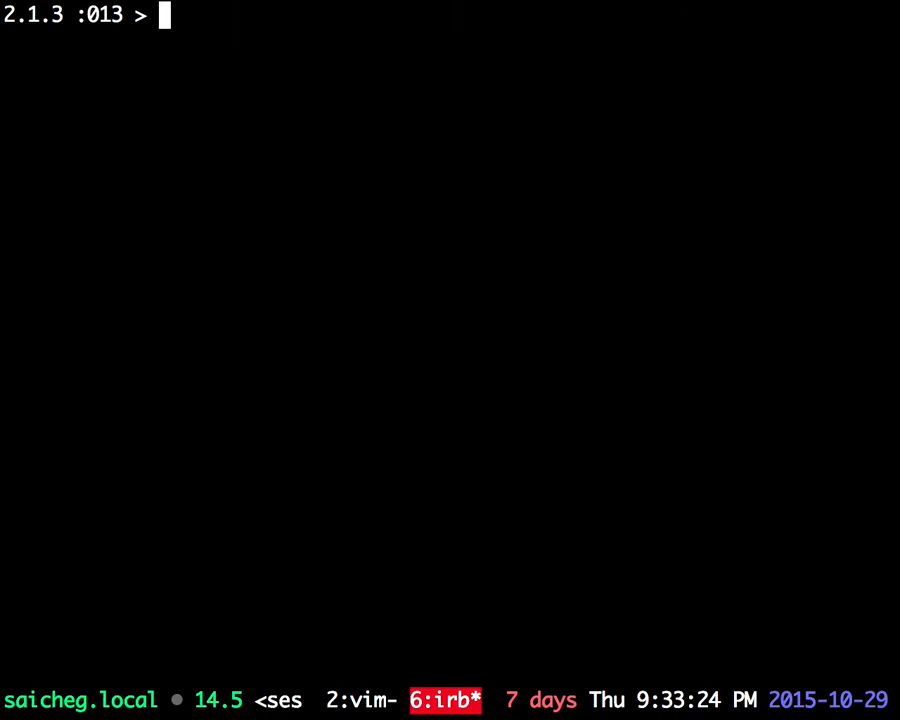 2.1.3 :013 >
saicheg.local ● 14.5 <ses 2:vim- 6:irb* 7 days Thu 9:33:24 PM 2015-10-29